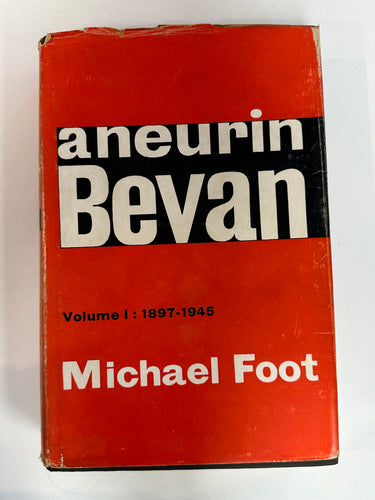 aneurin
Bevan
Volume I: 1897-1945
Michael Foot